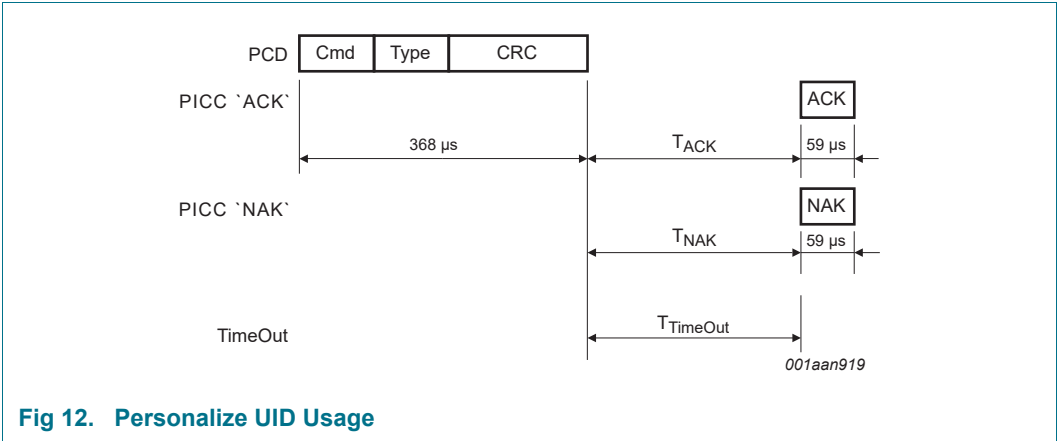 PCD Cmd Type CRC
PICC `ACK` ACK
368 µs TACK 59 µs
PICC `NAK` NAK
TNAK 59 µs
TimeOut TTimeOut
001aan919
Fig 12. Personalize UID Usage